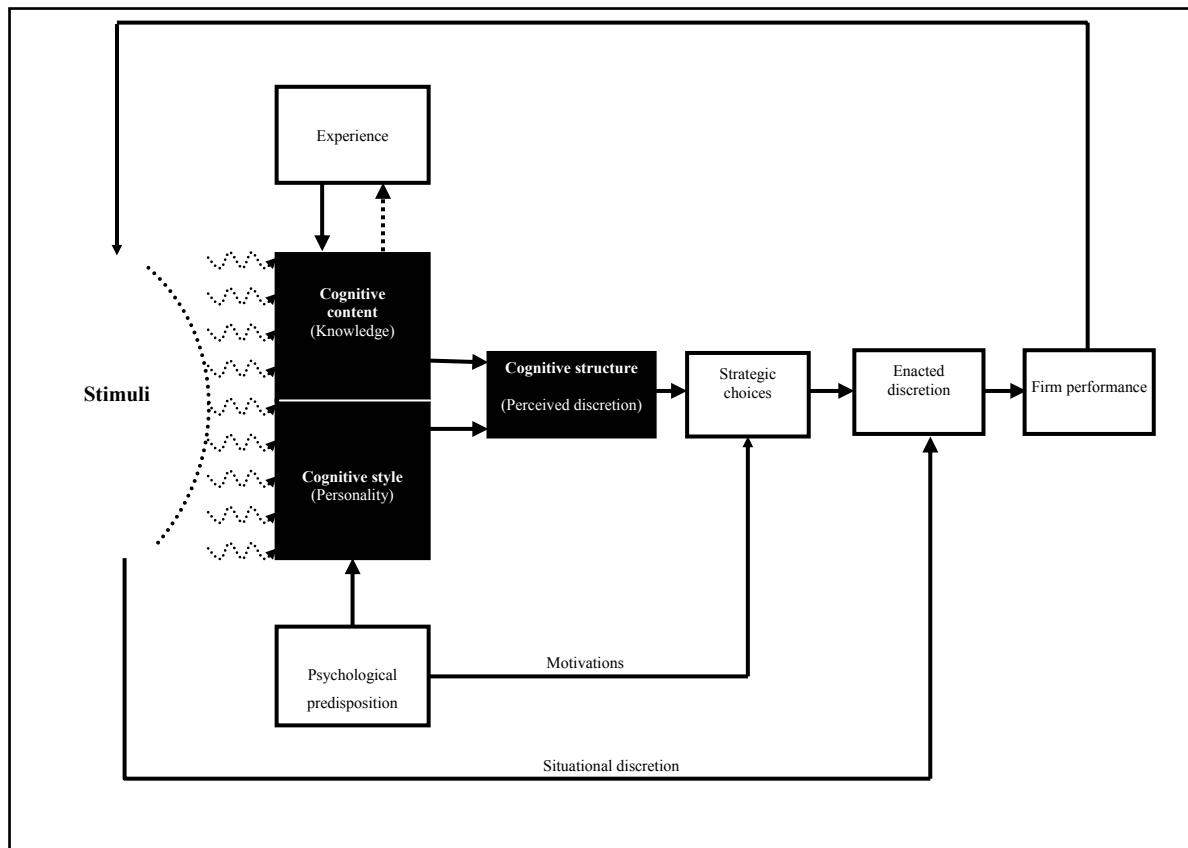 Experience
Cognitive
content
(Knowledge)
Stimuli
Cognitive style
(Personality)
Cognitive structure
(Perceived discretion)
Strategic
choices
Enacted
discretion
Firm performance
Psychological
predisposition
Motivations
Situational discretion